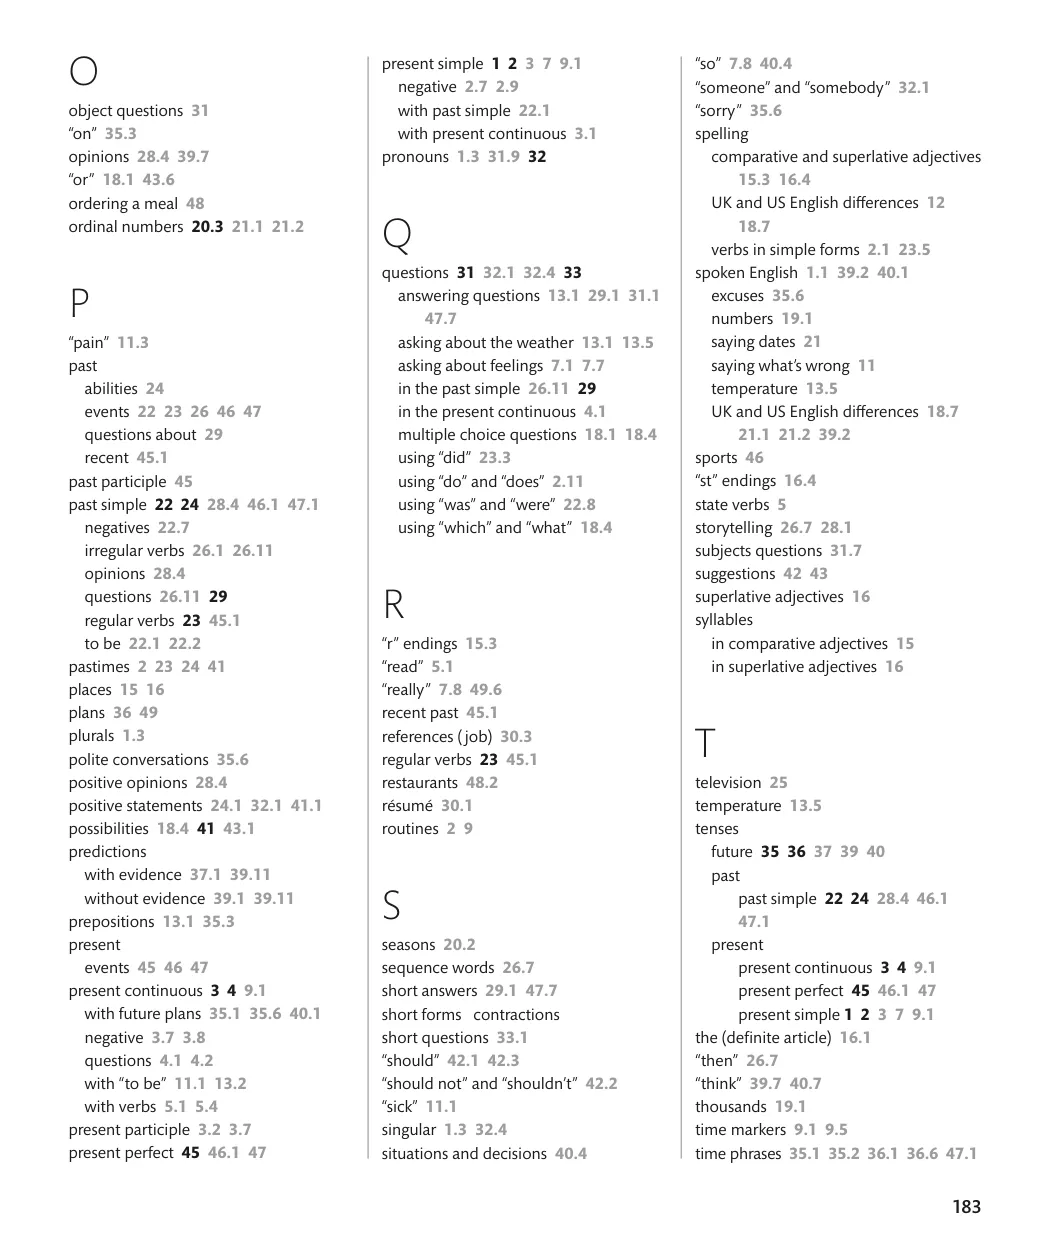 O
object questions 31
“on” 35.3
opinions 28.4 39.7
“or” 18.1 43.6
ordering a meal 48
ordinal numbers 20.3 21.1 21.2
P
“pain” 11.3
past
abilities 24
events 22 23 26 46 47
questions about 29
recent 45.1
past participle 45
past simple 22 24 28.4 46.1 47.1
negatives 22.7
irregular verbs 26.1 26.11
opinions 28.4
questions 26.11 29
regular verbs 23 45.1
to be 22.1 22.2
pastimes 2 23 24 41
places 15 16
plans 36 49
plurals 1.3
polite conversations 35.6
positive opinions 28.4
positive statements 24.1 32.1 41.1
possibilities 18.4 41 43.1
predictions
with evidence 37.1 39.11
without evidence 39.1 39.11
prepositions 13.1 35.3
present
events 45 46 47
present continuous 3 4 9.1
with future plans 35.1 35.6 40.1
negative 3.7 3.8
questions 4.1 4.2
with “to be” 11.1 13.2
with verbs 5.1 5.4
present participle 3.2 3.7
present perfect 45 46.1 47
present simple 1 2 3 7 9.1
negative 2.7 2.9
with past simple 22.1
with present continuous 3.1
pronouns 1.3 31.9 32
Q
questions 31 32.1 32.4 33
answering questions 13.1 29.1 31.1
47.7
asking about the weather 13.1 13.5
asking about feelings 7.1 7.7
in the past simple 26.11 29
in the present continuous 4.1
multiple choice questions 18.1 18.4
using “did” 23.3
using “do” and “does” 2.11
using “was” and “were” 22.8
using “which” and “what” 18.4
R
“r” endings 15.3
“read” 5.1
“really” 7.8 49.6
recent past 45.1
references (job) 30.3
regular verbs 23 45.1
restaurants 48.2
résumé 30.1
routines 2 9
S
seasons 20.2
sequence words 26.7
short answers 29.1 47.7
short forms contractions
short questions 33.1
“should” 42.1 42.3
“should not” and “shouldn’t” 42.2
“sick” 11.1
singular 1.3 32.4
situations and decisions 40.4
“so” 7.8 40.4
“someone” and “somebody” 32.1
“sorry” 35.6
spelling
comparative and superlative adjectives
15.3 16.4
UK and US English differences 12
18.7
verbs in simple forms 2.1 23.5
spoken English 1.1 39.2 40.1
excuses 35.6
numbers 19.1
saying dates 21
saying what’s wrong 11
temperature 13.5
UK and US English differences 18.7
21.1 21.2 39.2
sports 46
“st” endings 16.4
state verbs 5
storytelling 26.7 28.1
subjects questions 31.7
suggestions 42 43
superlative adjectives 16
syllables
in comparative adjectives 15
in superlative adjectives 16
T
television 25
temperature 13.5
tenses
future 35 36 37 39 40
past
past simple 22 24 28.4 46.1
47.1
present
present continuous 3 4 9.1
present perfect 45 46.1 47
present simple 1 2 3 7 9.1
the (definite article) 16.1
“then” 26.7
“think” 39.7 40.7
thousands 19.1
time markers 9.1 9.5
time phrases 35.1 35.2 36.1 36.6 47.1
183